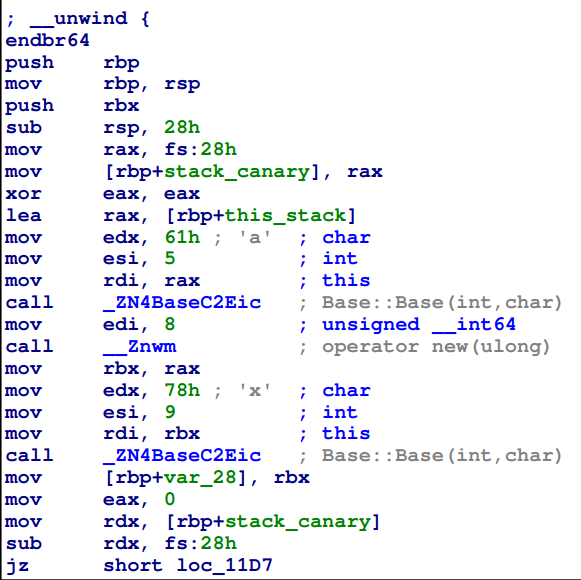 ; __unwind {
endbr64
push    rbp
mov     rbp, rsp
push    rbx
sub     rsp, 28h
mov     rax, fs:28h
mov     [rbp+stack_canary], rax
xor     eax, eax
lea     rax, [rbp+this_stack]
mov     edx, 61h ; 'a'  ; char
mov     esi, 5          ; int
mov     rdi, rax        ; this
call    _ZN4BaseC2Eic   ; Base::Base(int,char)
mov     edi, 8          ; unsigned __int64
call    __Znwm          ; operator new(ulong)
mov     rbx, rax
mov     edx, 78h ; 'x'  ; char
mov     esi, 9          ; int
mov     rdi, rbx        ; this
call    _ZN4BaseC2Eic   ; Base::Base(int,char)
mov     [rbp+var_28], rbx
mov     eax, 0
mov     rdx, [rbp+stack_canary]
sub     rdx, fs:28h
jz      short loc_11D7